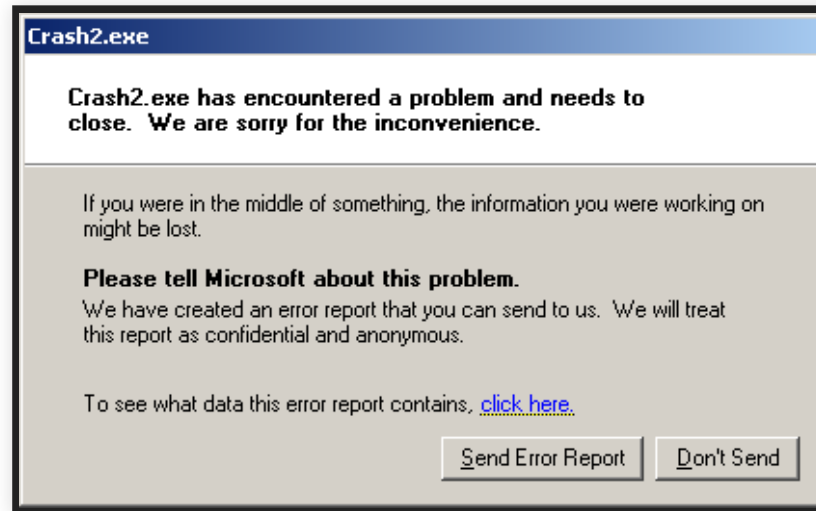 Crash2.exe
Crash2.exe has encountered a problem and needs to
close.  We are sorry for the inconvenience.
If you were in the middle of something, the information you were working on
might be lost.
Please tell Microsoft about this problem.
We have created an error report that you can send to us.  We will treat
this report as confidential and anonymous.
To see what data this error report contains, click here.
Send Error Report
Don't Send